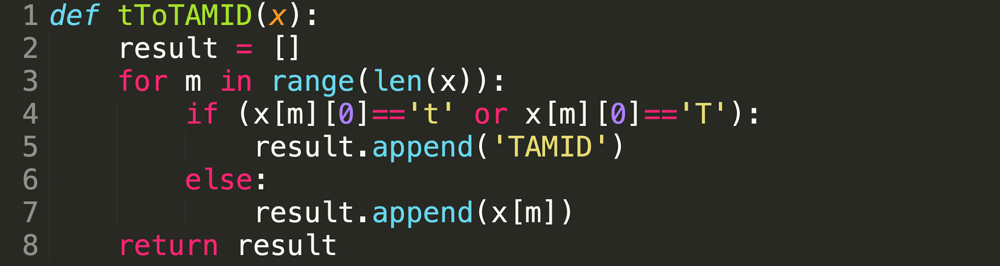 1 def tToTAMID(x):
2     result = []
3     for m in range(len(x)):
4         if (x[m][0]=='t' or x[m][0]=='T'):
5             result.append('TAMID')
6         else:
7             result.append(x[m])
8     return result